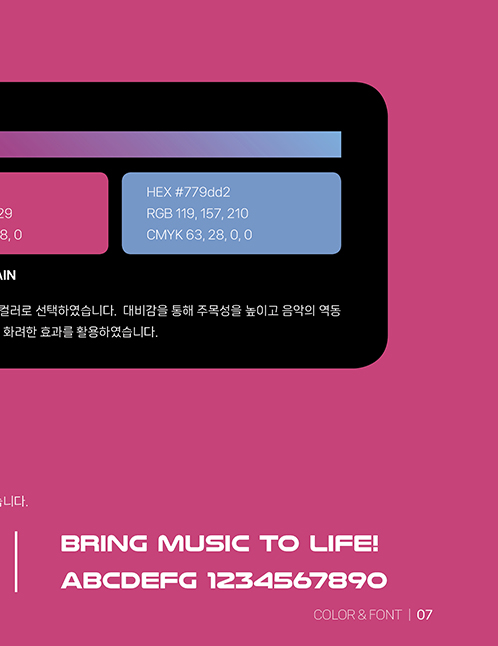 HEX #779dd2
29
RGB 119, 157, 210
8, 0
CMYK 63, 28, 0, 0
AIN
컬러로 선택하였습니다. 대비감을 통해 주목성을 높이고 음악의 역동
화려한 효과를 활용하였습니다.
습니다.
BRING MUSIC TO LIFE!
ABCDEFG 1234567890
COLOR & FONT | 07